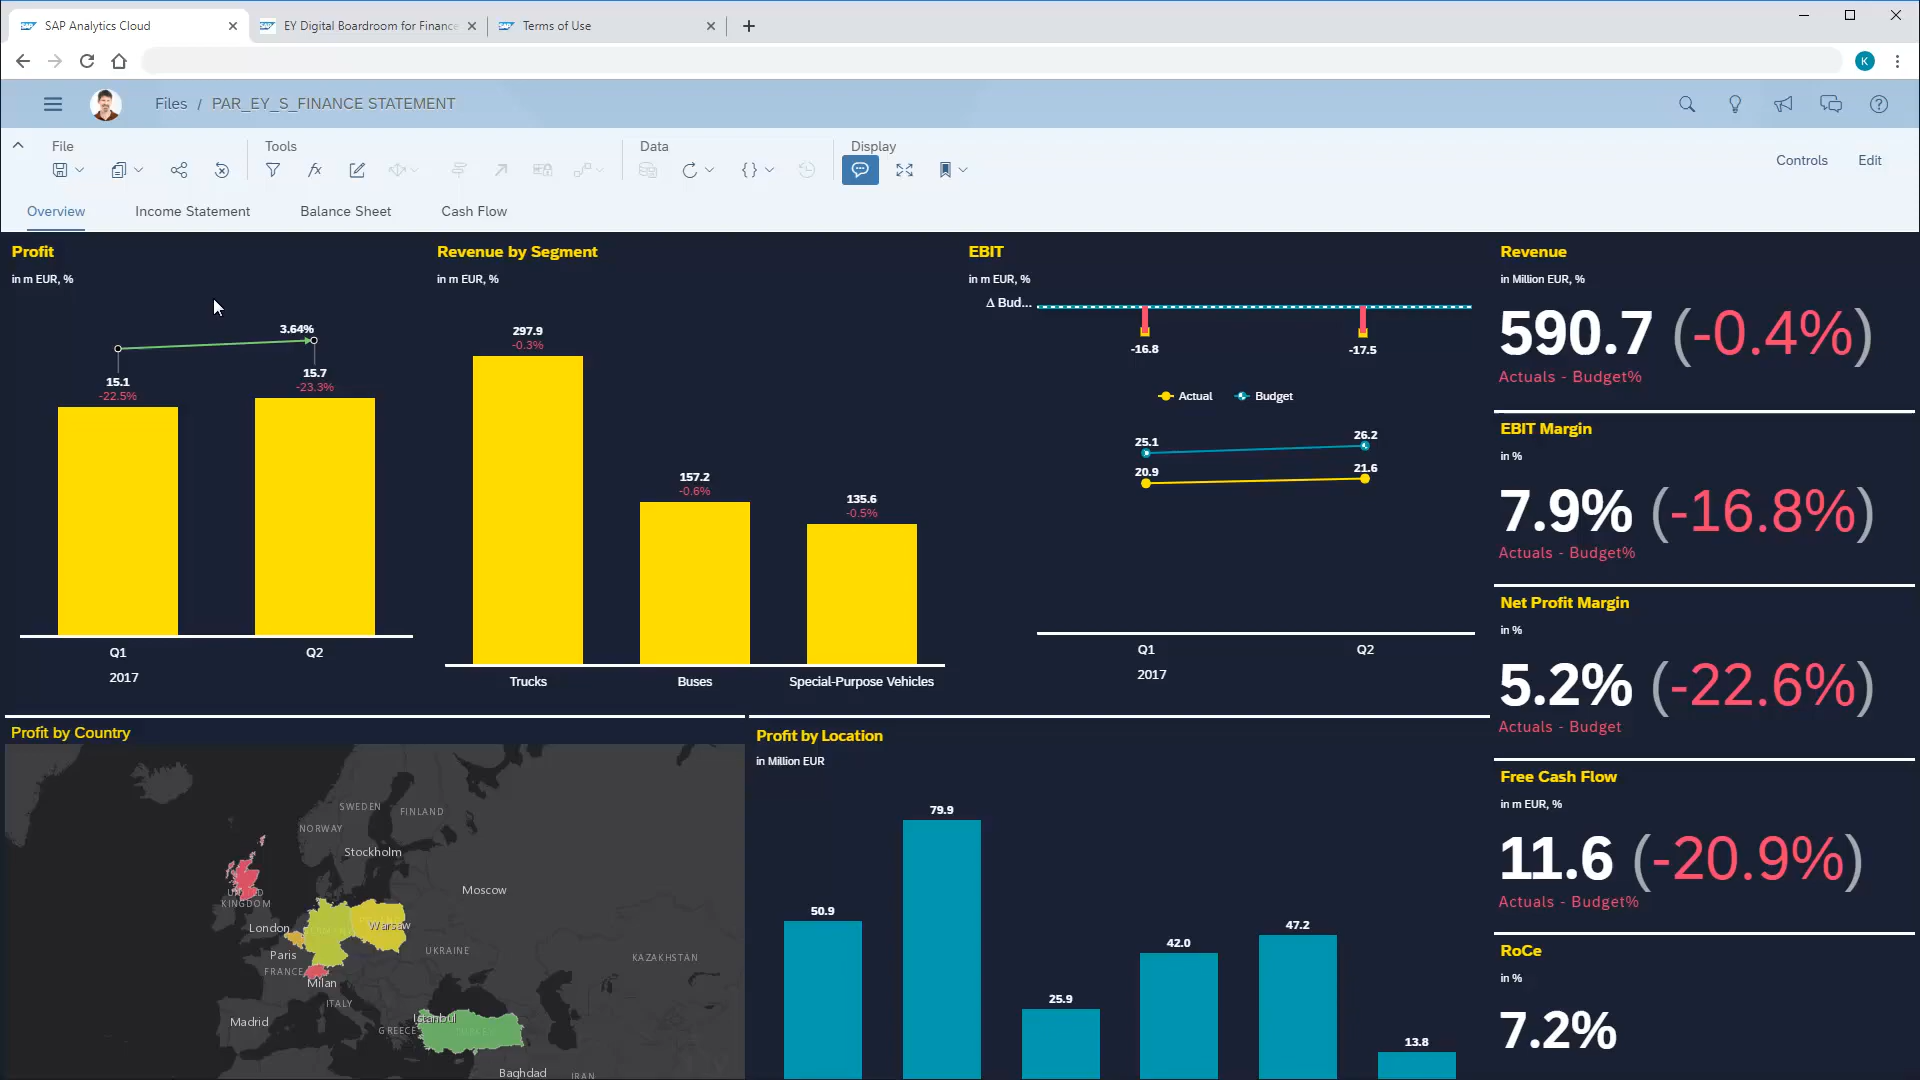 SAP Analytics Cloud
EY Digital Boardroom for Finance
Terms of Use
K
Files / PAR_EY_S_FINANCE STATEMENT
File
Tools
Data
Display
Controls
Edit
Overview
Income Statement
Balance Sheet
Cash Flow
Profit
in m EUR, %
3.64%
15.1
-22.5%
15.7
-23.3%
Q1
Q2
2017
Revenue by Segment
in m EUR, %
297.9
-0.3%
157.2
-0.6%
135.6
-0.5%
Trucks
Buses
Special-Purpose Vehicles
EBIT
in m EUR, %
Δ Bud...
-16.8
-17.5
Actual
Budget
25.1
26.2
20.9
21.6
Q1
Q2
2017
Revenue
in Million EUR, %
590.7 (-0.4%)
Actuals - Budget%
EBIT Margin
in %
7.9% (-16.8%)
Actuals - Budget%
Net Profit Margin
in %
5.2% (-22.6%)
Actuals - Budget
Free Cash Flow
in m EUR, %
11.6 (-20.9%)
Actuals - Budget%
RoCe
in %
7.2%
Profit by Country
SWEDEN
FINLAND
NORWAY
Stockholm
Moscow
UNITED
KINGDOM
London
Warsaw
Paris
UKRAINE
KAZAKHSTAN
FRANCE
Milan
ITALY
Madrid
Istanbul
GREECE
Baghdad
IRAN
Profit by Location
in Million EUR
50.9
79.9
25.9
42.0
47.2
13.8